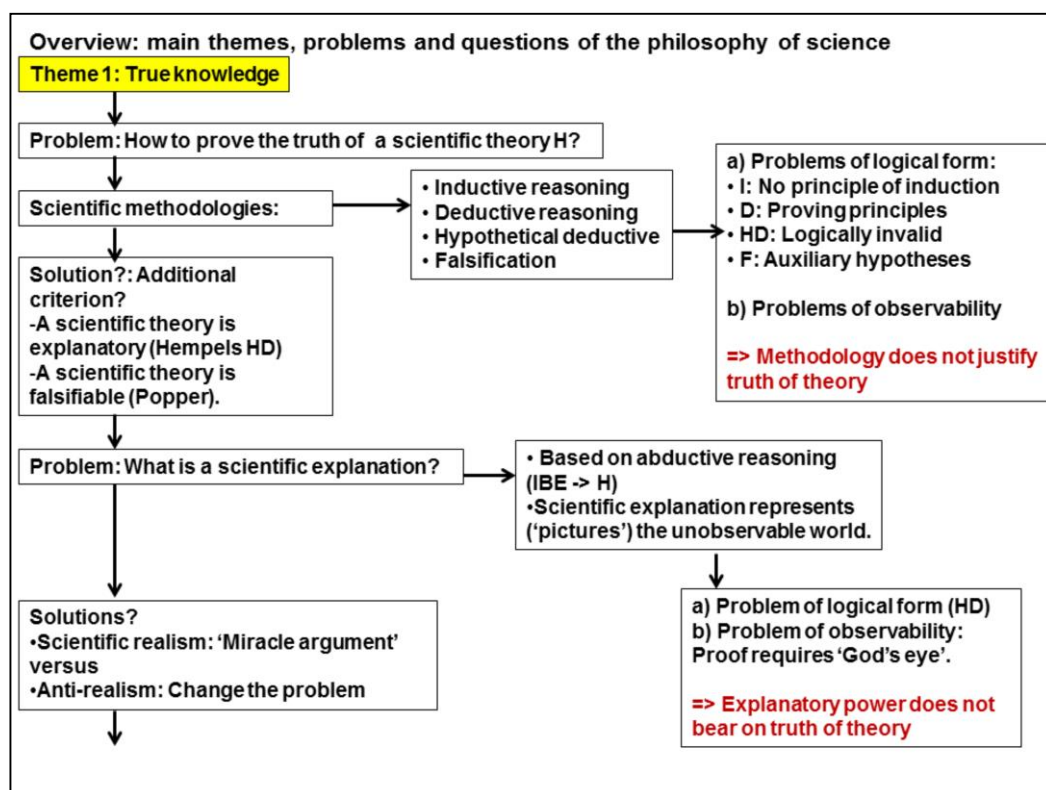 Overview: main themes, problems and questions of the philosophy of science
Theme 1: True knowledge
Problem: How to prove the truth of a scientific theory H?
Scientific methodologies:
• Inductive reasoning
• Deductive reasoning
• Hypothetical deductive
• Falsification
a) Problems of logical form:
• I: No principle of induction
• D: Proving principles
• HD: Logically invalid
• F: Auxiliary hypotheses
b) Problems of observability
=> Methodology does not justify
truth of theory
Solution?: Additional
criterion?
-A scientific theory is
explanatory (Hempels HD)
-A scientific theory is
falsifiable (Popper).
Problem: What is a scientific explanation?
• Based on abductive reasoning
(IBE -> H)
•Scientific explanation represents
(‘pictures’) the unobservable world.
a) Problem of logical form (HD)
b) Problem of observability:
Proof requires ‘God’s eye’.
=> Explanatory power does not
bear on truth of theory
Solutions?
•Scientific realism: ‘Miracle argument’
versus
•Anti-realism: Change the problem